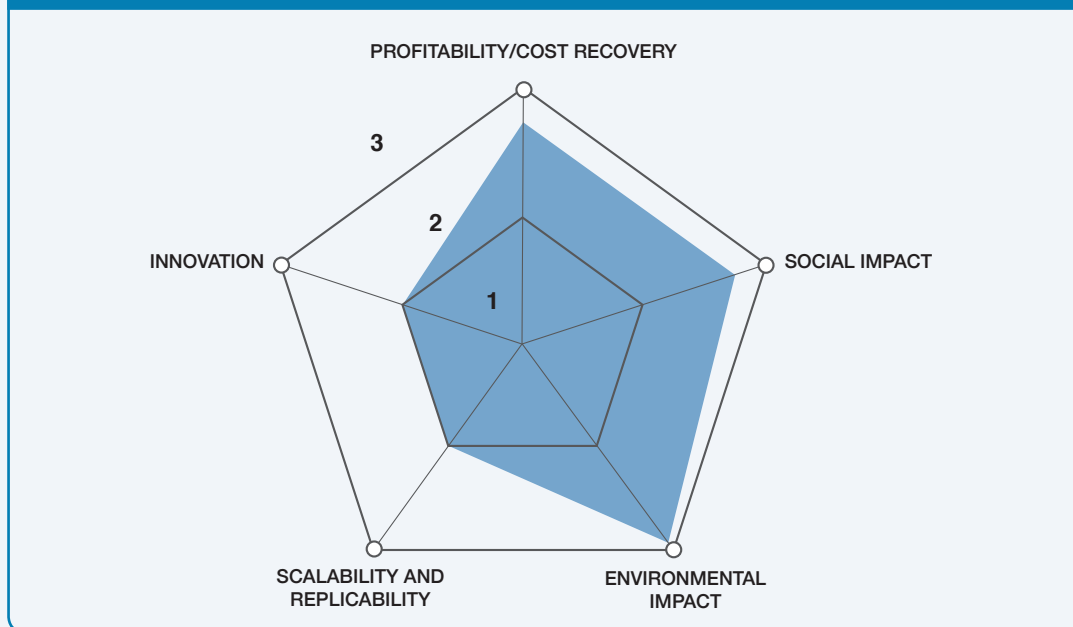 PROFITABILITY/COST RECOVERY
3
2
INNOVATION
SOCIAL IMPACT
1
SCALABILITY AND
REPLICABILITY
ENVIRONMENTAL
IMPACT